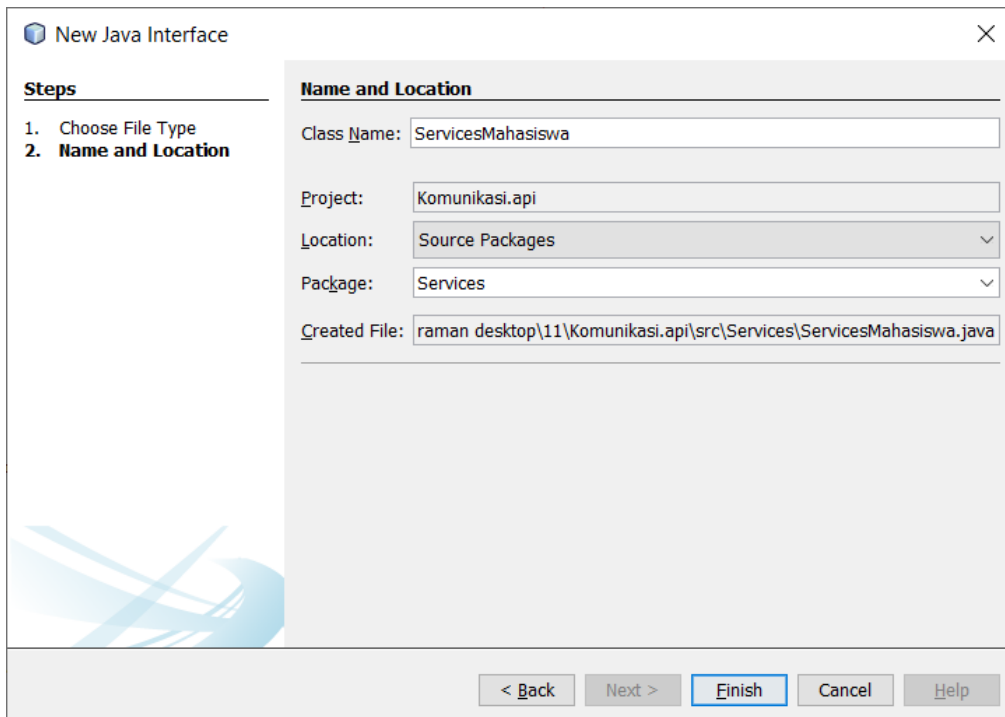 New Java Interface
Steps
1. Choose File Type
2. Name and Location
Name and Location
Class Name: ServicesMahasiswa
Project: Komunikasi.api
Location: Source Packages
Package: Services
Created File: raman desktop\11\Komunikasi.api\src\Services\ServicesMahasiswa.java
< Back Next > Finish Cancel Help